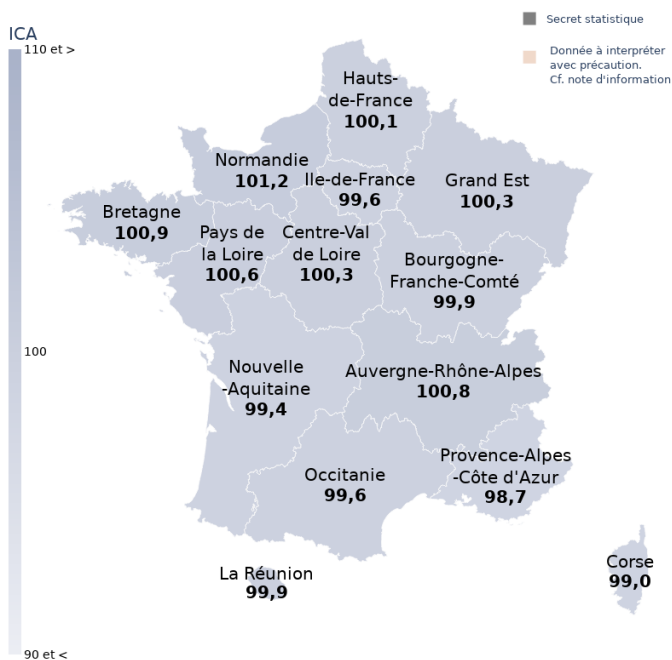 Secret statistique
ICA
110 et >
Donnée à interpréter
avec précaution.
Cf. note d'information
Hauts-
de-France
100,1
Normandie
101,2
Ile-de-France
99,6
Grand Est
100,3
Bretagne
100,9
Pays de
la Loire
100,6
Centre-Val
de Loire
100,3
Bourgogne-
Franche-Comté
99,9
100
Nouvelle
-Aquitaine
99,4
Auvergne-Rhône-Alpes
100,8
Occitanie
99,6
Provence-Alpes
-Côte d'Azur
98,7
La Réunion
99,9
Corse
99,0
90 et <